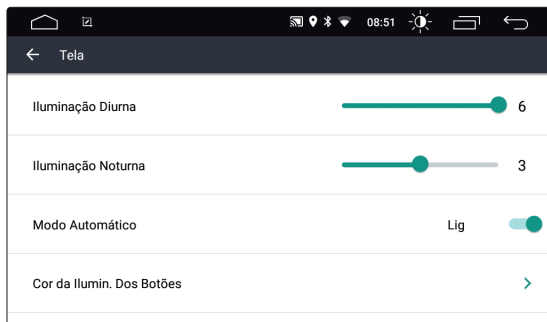 08:51
Tela
Iluminação Diurna 6
Iluminação Noturna 3
Modo Automático Lig
Cor da Ilumin. Dos Botões